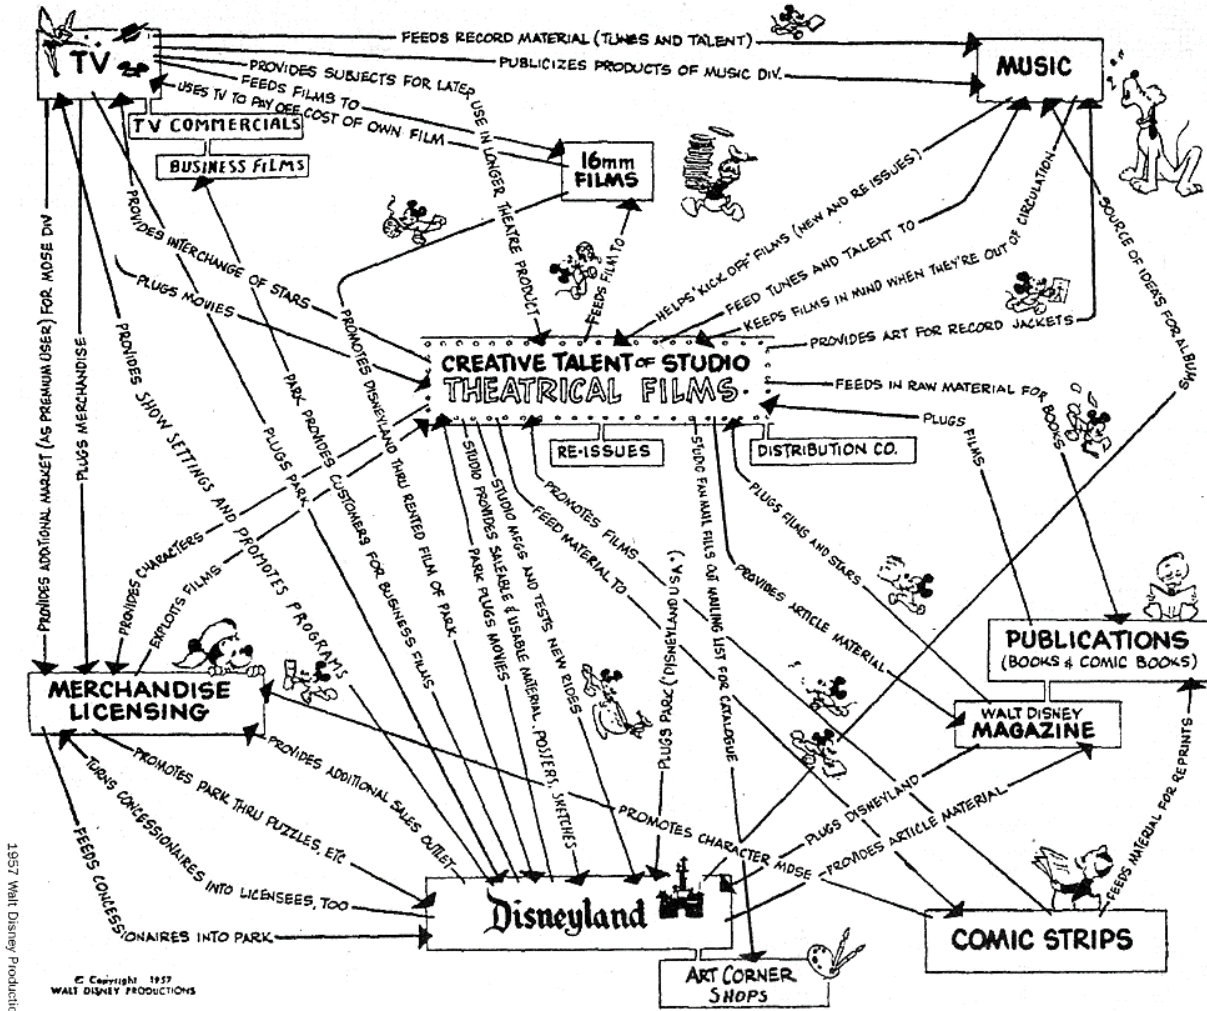 FEEDS RECORD MATERIAL (TUNES AND TALENT)
TV
MUSIC
PUBLICIZES PRODUCTS OF MUSIC DIV.
PROVIDES SUBJECTS FOR LATER USE IN LONGER THEATRE PRODUCT
FEEDS FILMS TO
USES TV TO PAY OFF COST OF OWN FILM
TV COMMERCIALS
BUSINESS FILMS
16mm
FILMS
PROVIDES INTERCHANGE OF STARS
PLUGS MOVIES
FEEDS FILM TO
HELPS "KICK OFF" FILMS (NEW AND RE ISSUES)
FEED TUNES AND TALENT TO
KEEPS FILMS IN MIND WHEN THEY'RE OUT OF CIRCULATION
PROVIDES ART FOR RECORD JACKETS
SOURCE OF IDEAS FOR ALBUMS
PROVIDES ADDITIONAL MARKET (AS PREMIUM USER) FOR MDSE DIV
PLUGS MERCHANDISE
PROVIDES SHOW SETTINGS AND PROMOTES PROGRAMS
PLUGS PARK
PARK PROVIDES CUSTOMERS FOR BUSINESS FILMS
PROMOTES DISNEYLAND THRU RENTED FILM OF PARK
CREATIVE TALENT OF STUDIO
THEATRICAL FILMS
RE-ISSUES
DISTRIBUTION CO.
FEEDS IN RAW MATERIAL FOR BOOKS
PLUGS FILMS
PROVIDES CHARACTERS
EXPLOITS FILMS
PARK PLUGS MOVIES
STUDIO PROVIDES SALEABLE & USABLE MATERIAL, POSTERS, SKETCHES
STUDIO MFGS AND TESTS NEW RIDES
FEED MATERIAL TO
PROMOTES FILMS
PLUGS PARK ("DISNEYLAND USA")
STUDIO FAN MAIL FILLS OUT MAILING LIST FOR CATALOGUE
PROVIDES ARTICLE MATERIAL
PLUGS FILMS AND STARS
PUBLICATIONS
(BOOKS & COMIC BOOKS)
WALT DISNEY
MAGAZINE
MERCHANDISE
LICENSING
PROVIDES ADDITIONAL SALES OUTLET
PROMOTES PARK THRU PUZZLES, ETC
TURNS CONCESSIONAIRES INTO LICENSEES, TOO
FEEDS CONCESSIONAIRES INTO PARK
PROMOTES CHARACTER MDSE
PLUGS DISNEYLAND
PROVIDES ARTICLE MATERIAL
FEEDS MATERIAL FOR REPRINTS
Disneyland
COMIC STRIPS
ART CORNER
SHOPS
© Copyright 1957
WALT DISNEY PRODUCTIONS
1957 Walt Disney Productio